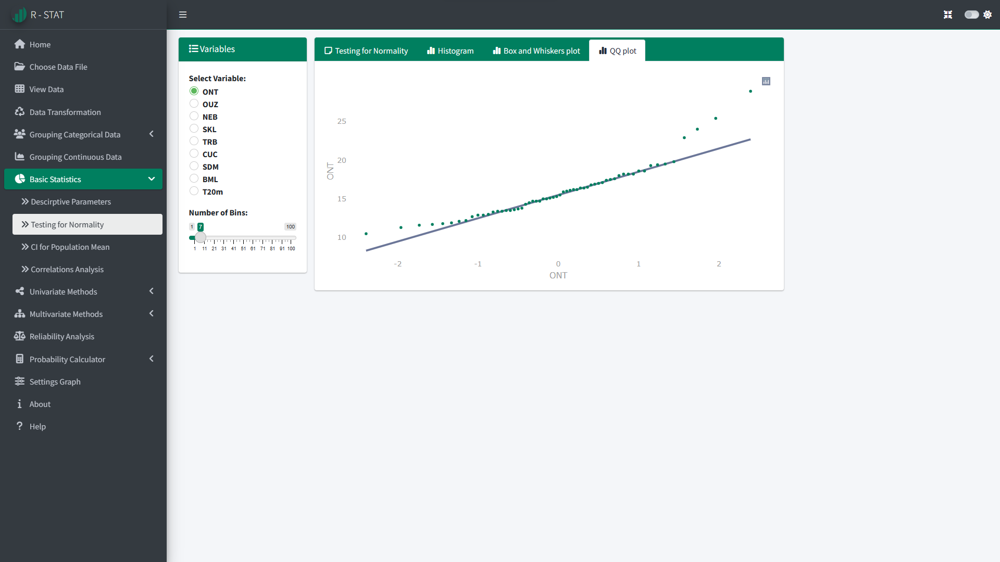 R - STAT
Home
Choose Data File
View Data
Data Transformation
Grouping Categorical Data
Grouping Continuous Data
Basic Statistics
Descirptive Parameters
Testing for Normality
CI for Population Mean
Correlations Analysis
Univariate Methods
Multivariate Methods
Reliability Analysis
Probability Calculator
Settings Graph
About
Help
Variables
Select Variable:
ONT
OUZ
NEB
SKL
TRB
CUC
SDM
BML
T20m
Number of Bins:
1 7 100
1 11 21 31 41 51 61 71 81 91 100
Testing for Normality Histogram Box and Whiskers plot QQ plot
25
20
15
10
ONT
-2 -1 0 1 2
ONT